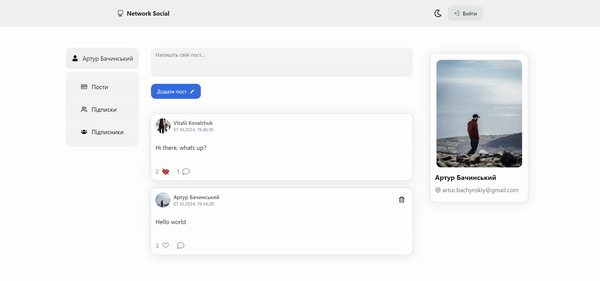 Network Social
Вийти
Артур Бачинський
Пости
Підписки
Підписники
Напишіть свій пост...
Додати пост
Vitalii Kovalchuk
07.10.2024, 19:46:19
Hi there, whats up?
2
1
Артур Бачинський
07.10.2024, 19:34:28
Hello world
3
Артур Бачинський
@ artur.bachynskiy@gmail.com